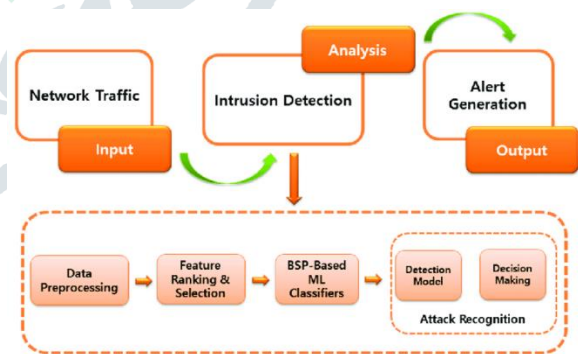 Network Traffic
Input
Intrusion Detection
Analysis
Alert
Generation
Output
Data
Preprocessing
Feature
Ranking &
Selection
BSP-Based
ML
Classifiers
Detection
Model
Decision
Making
Attack Recognition